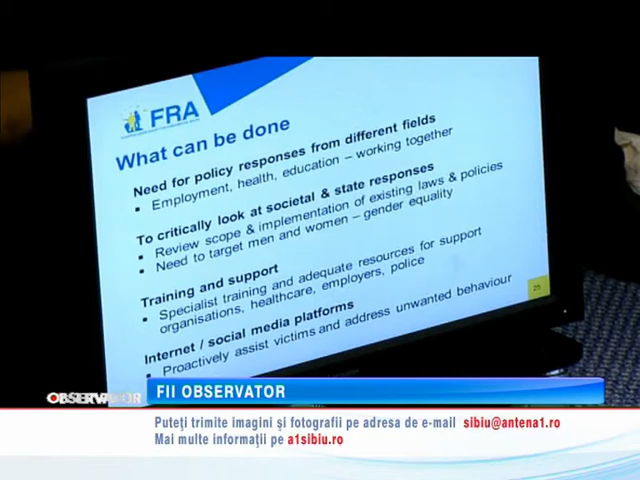 FRA
What can be done
Need for policy responses from different fields
▪ Employment, health, education – working together
To critically look at societal & state responses
▪ Review scope & implementation of existing laws & policies
▪ Need to target men and women – gender equality
Training and support
▪ Specialist training and adequate resources for support
organisations, healthcare, employers, police
Internet / social media platforms
▪ Proactively assist victims and address unwanted behaviour
25
OBSERVATOR
FII OBSERVATOR
Puteţi trimite imagini şi fotografii pe adresa de e-mail sibiu@antena1.ro
Mai multe informaţii pe a1sibiu.ro